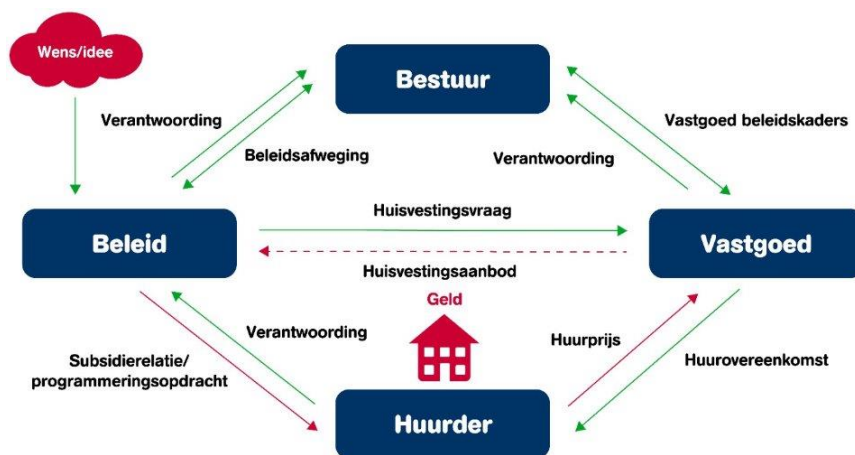 Wens/idee
Bestuur
Verantwoording
Vastgoed beleidskaders
Beleidsafweging
Verantwoording
Huisvestingsvraag
Beleid
Vastgoed
Huisvestingsaanbod
Geld
Verantwoording
Huurprijs
Subsidierelatie/
programmeringsopdracht
Huurovereenkomst
Huurder